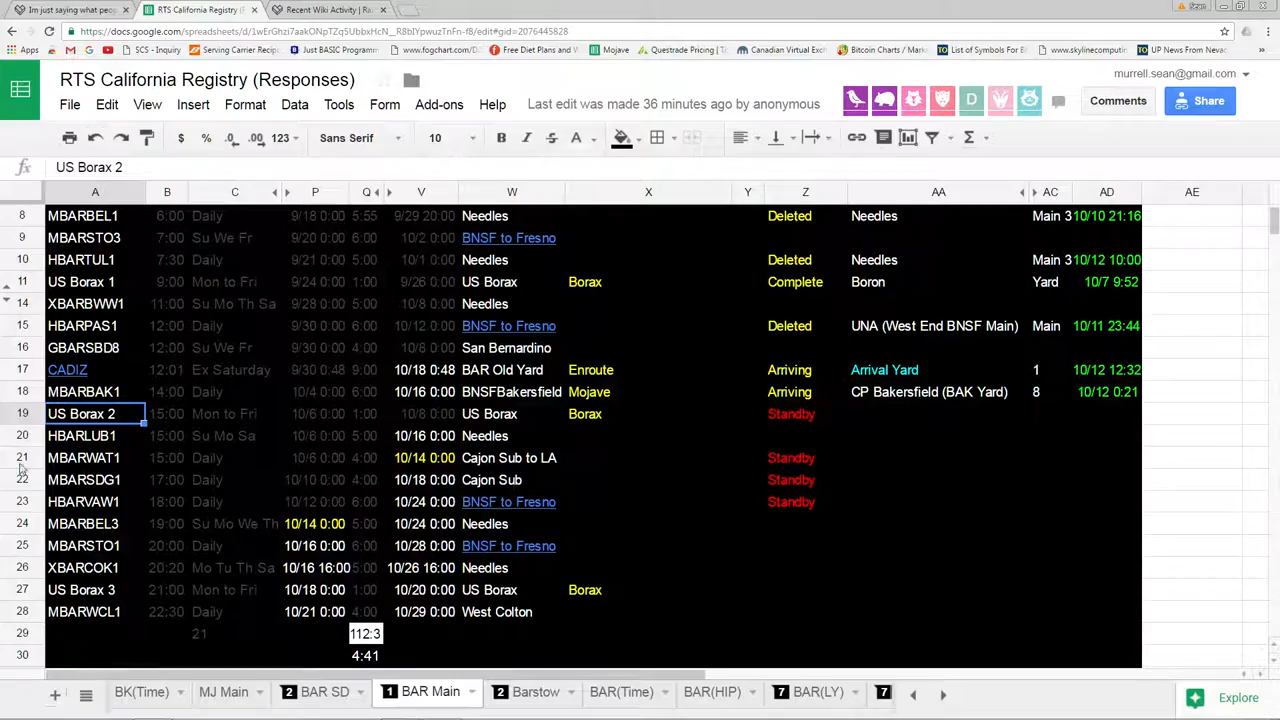 Im just saying what peop
RTS California Registry (F
Recent Wiki Activity | Ra
https://docs.google.com/spreadsheets/d/1wErGhzi7aakONpTZq5UbbxHcN__R8bIYpwuzTnFn-f8/edit#gid=2076445828
Apps SCS - Inquiry Serving Carrier Recip Just BASIC Programm www.fogchart.com/cb Free Diet Plans and W Mojave Questrade Pricing | Canadian Virtual Exch Bitcoin Charts / Mark List of Symbols For B www.skylinecomputin UP News From Nevad
RTS California Registry (Responses)
murrell.sean@gmail.com
File Edit View Insert Format Data Tools Form Add-ons Help Last edit was made 36 minutes ago by anonymous D Comments Share
$ % .0 .00 123 Sans Serif 10 B I S A Σ
fx US Borax 2
A B C P Q V W X Y Z AA AC AD AE
8 MBARBEL1 6:00 Daily 9/18 0:00 5:55 9/29 20:00 Needles Deleted Needles Main 3 10/10 21:16
9 MBARSTO3 7:00 Su We Fr 9/20 0:00 6:00 10/2 0:00 BNSF to Fresno
10 HBARTUL1 7:30 Daily 9/21 0:00 5:00 10/1 0:00 Needles Deleted Needles Main 3 10/12 10:00
11 US Borax 1 9:00 Mon to Fri 9/24 0:00 1:00 9/26 0:00 US Borax Borax Complete Boron Yard 10/7 9:52
14 XBARBWW1 11:00 Su Mo Th Sa 9/28 0:00 5:00 10/8 0:00 Needles
15 HBARPAS1 12:00 Daily 9/30 0:00 6:00 10/12 0:00 BNSF to Fresno Deleted UNA (West End BNSF Main) Main 10/11 23:44
16 GBARSBD8 12:00 Su We Fr 9/30 0:00 4:00 10/8 0:00 San Bernardino
17 CADIZ 12:01 Ex Saturday 9/30 0:48 9:00 10/18 0:48 BAR Old Yard Enroute Arriving Arrival Yard 1 10/12 12:32
18 MBARBAK1 14:00 Daily 10/4 0:00 6:00 10/16 0:00 BNSFBakersfield Mojave Arriving CP Bakersfield (BAK Yard) 8 10/12 0:21
19 US Borax 2 15:00 Mon to Fri 10/6 0:00 1:00 10/8 0:00 US Borax Borax Standby
20 HBARLUB1 15:00 Su Mo Sa 10/6 0:00 5:00 10/16 0:00 Needles
21 MBARWAT1 15:00 Daily 10/6 0:00 4:00 10/14 0:00 Cajon Sub to LA Standby
22 MBARSDG1 17:00 Daily 10/10 0:00 4:00 10/18 0:00 Cajon Sub Standby
23 HBARVAW1 18:00 Daily 10/12 0:00 6:00 10/24 0:00 BNSF to Fresno Standby
24 MBARBEL3 19:00 Su Mo We Th 10/14 0:00 5:00 10/24 0:00 Needles
25 MBARSTO1 20:00 Daily 10/16 0:00 6:00 10/28 0:00 BNSF to Fresno
26 XBARCOK1 20:20 Mo Tu Th Sa 10/16 16:00 5:00 10/26 16:00 Needles
27 US Borax 3 21:00 Mon to Fri 10/18 0:00 1:00 10/20 0:00 US Borax Borax
28 MBARWCL1 22:30 Daily 10/21 0:00 4:00 10/29 0:00 West Colton
29 21 112:3
30 4:41
BK(Time) MJ Main 2 BAR SD 1 BAR Main 2 Barstow BAR(Time) BAR(HIP) 7 BAR(LY) 7 Explore